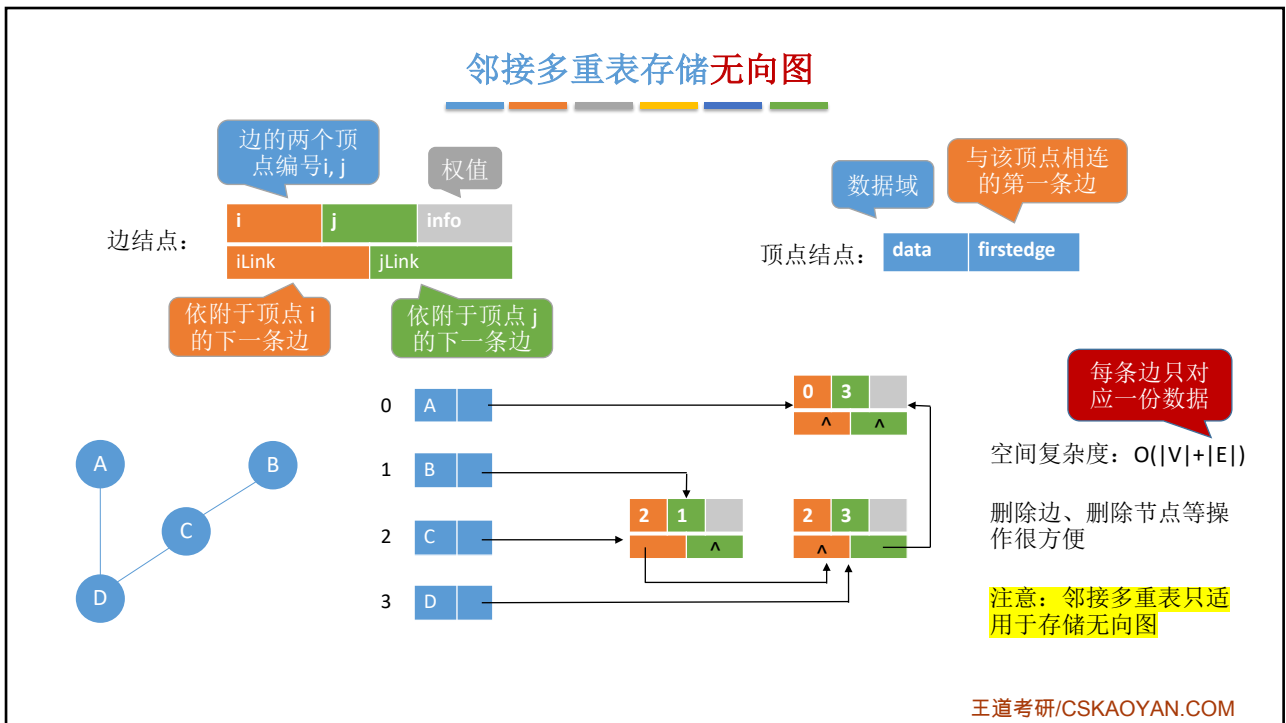 邻接多重表存储无向图
边的两个顶
点编号i, j
权值
i
j
info
边结点：
iLink
jLink
依附于顶点 i
的下一条边
依附于顶点 j
的下一条边
数据域
与该顶点相连
的第一条边
顶点结点：
data
firstedge
A
B
C
D
0
A
1
B
2
C
3
D
0
3
^
^
2
1
^
2
3
^
每条边只对
应一份数据
空间复杂度：O(|V|+|E|)
删除边、删除节点等操
作很方便
注意：邻接多重表只适
用于存储无向图
王道考研/CSKAOYAN.COM